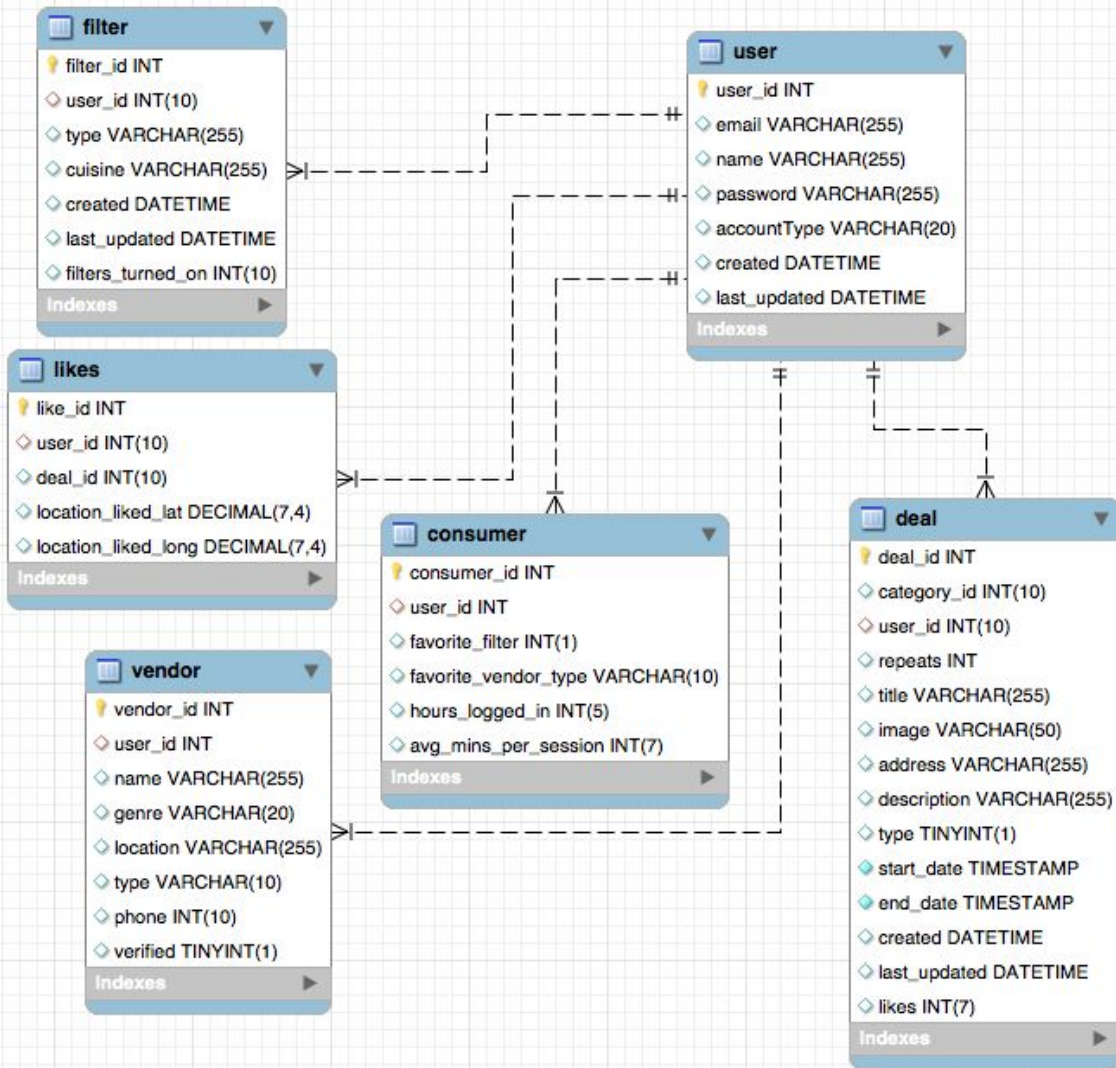 filter
filter_id INT
user_id INT(10)
type VARCHAR(255)
cuisine VARCHAR(255)
created DATETIME
last_updated DATETIME
filters_turned_on INT(10)
Indexes
user
user_id INT
email VARCHAR(255)
name VARCHAR(255)
password VARCHAR(255)
accountType VARCHAR(20)
created DATETIME
last_updated DATETIME
Indexes
likes
like_id INT
user_id INT(10)
deal_id INT(10)
location_liked_lat DECIMAL(7,4)
location_liked_long DECIMAL(7,4)
Indexes
consumer
consumer_id INT
user_id INT
favorite_filter INT(1)
favorite_vendor_type VARCHAR(10)
hours_logged_in INT(5)
avg_mins_per_session INT(7)
Indexes
deal
deal_id INT
category_id INT(10)
user_id INT(10)
repeats INT
title VARCHAR(255)
image VARCHAR(50)
address VARCHAR(255)
description VARCHAR(255)
type TINYINT(1)
start_date TIMESTAMP
end_date TIMESTAMP
created DATETIME
last_updated DATETIME
likes INT(7)
Indexes
vendor
vendor_id INT
user_id INT
name VARCHAR(255)
genre VARCHAR(20)
location VARCHAR(255)
type VARCHAR(10)
phone INT(10)
verified TINYINT(1)
Indexes